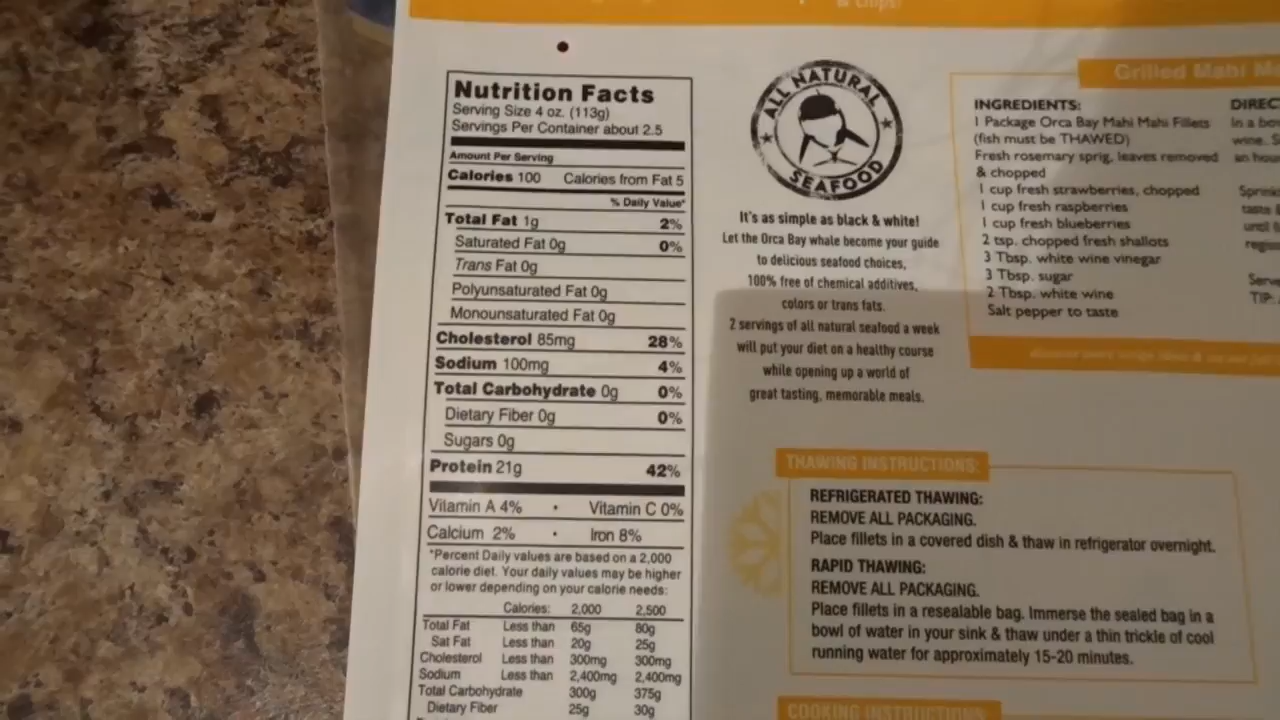 & Chips!
Nutrition Facts
Serving Size 4 oz. (113g)
Servings Per Container about 2.5
Amount Per Serving
Calories 100 Calories from Fat 5
% Daily Value*
Total Fat 1g 2%
Saturated Fat 0g 0%
Trans Fat 0g
Polyunsaturated Fat 0g
Monounsaturated Fat 0g
Cholesterol 85mg 28%
Sodium 100mg 4%
Total Carbohydrate 0g 0%
Dietary Fiber 0g 0%
Sugars 0g
Protein 21g 42%
Vitamin A 4% • Vitamin C 0%
Calcium 2% • Iron 8%
*Percent Daily values are based on a 2,000
calorie diet. Your daily values may be higher
or lower depending on your calorie needs:
Calories: 2,000 2,500
Total Fat Less than 65g 80g
Sat Fat Less than 20g 25g
Cholesterol Less than 300mg 300mg
Sodium Less than 2,400mg 2,400mg
Total Carbohydrate 300g 375g
Dietary Fiber 25g 30g
ALL NATURAL
SEAFOOD
It's as simple as black & white!
Let the Orca Bay whale become your guide
to delicious seafood choices,
100% free of chemical additives,
colors or trans fats.
2 servings of all natural seafood a week
will put your diet on a healthy course
while opening up a world of
great tasting, memorable meals.
Grilled Mahi
INGREDIENTS:
1 Package Orca Bay Mahi Mahi Fillets
(fish must be THAWED)
Fresh rosemary sprig, leaves removed
& chopped
1 cup fresh strawberries, chopped
1 cup fresh raspberries
1 cup fresh blueberries
2 tsp. chopped fresh shallots
3 Tbsp. white wine vinegar
3 Tbsp. sugar
2 Tbsp. white wine
Salt pepper to taste
DIREC
In a
wine.
an
TIP:
THAWING INSTRUCTIONS:
REFRIGERATED THAWING:
REMOVE ALL PACKAGING.
Place fillets in a covered dish & thaw in refrigerator overnight.
RAPID THAWING:
REMOVE ALL PACKAGING.
Place fillets in a resealable bag. Immerse the sealed bag in a
bowl of water in your sink & thaw under a thin trickle of cool
running water for approximately 15-20 minutes.
COOKING INSTRUCTIONS